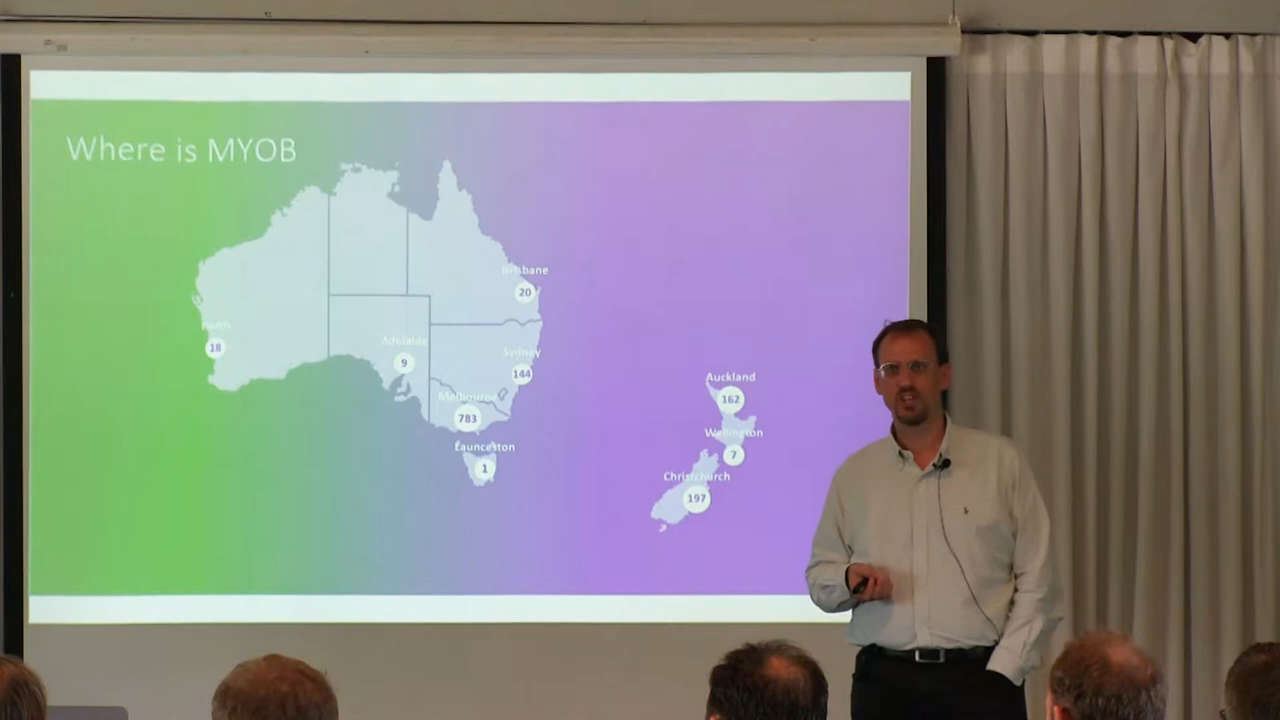 Where is MYOB
Brisbane
20
Perth
18
Adelaide
9
Sydney
144
Melbourne
783
Launceston
1
Auckland
162
Wellington
7
Christchurch
197